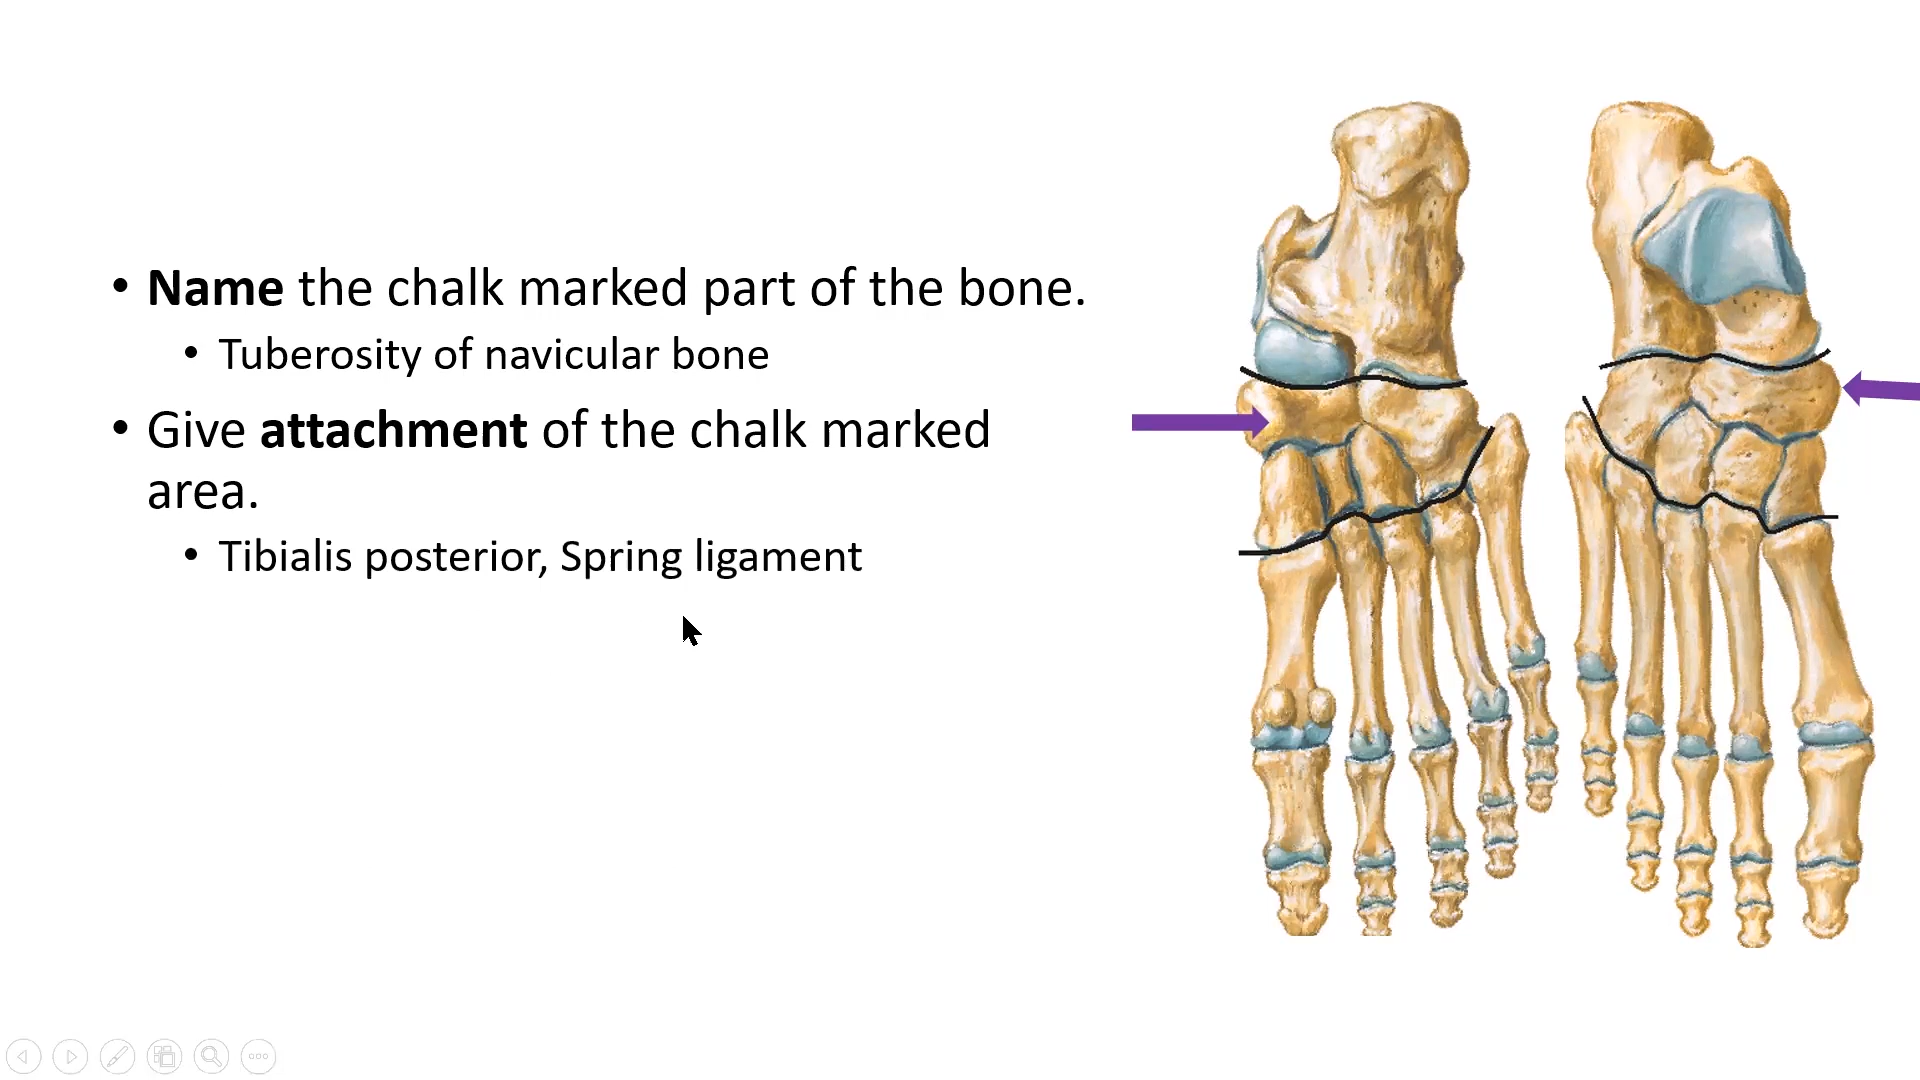 • Name the chalk marked part of the bone.
• Tuberosity of navicular bone
• Give attachment of the chalk marked
area.
• Tibialis posterior, Spring ligament